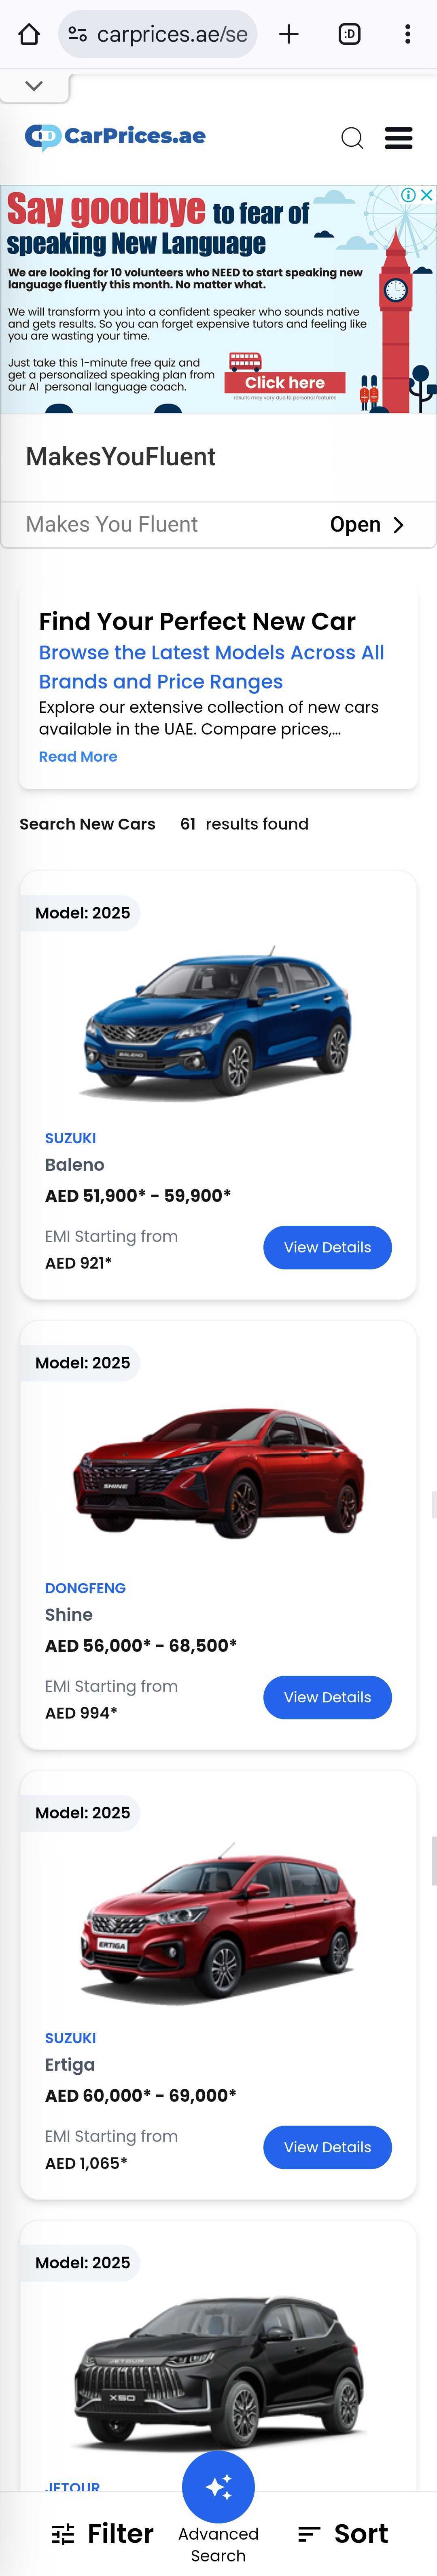 carprices.ae/se
:D
CarPrices.ae
Say goodbye to fear of
speaking New Language
We are looking for 10 volunteers who NEED to start speaking new
language fluently this month. No matter what.
We will transform you into a confident speaker who sounds native
and gets results. So you can forget expensive tutors and feeling like
you are wasting your time.
Just take this 1-minute free quiz and
get a personalized speaking plan from
our AI personal language coach.
Click here
results may vary due to personal features
MakesYouFluent
Makes You Fluent Open
Find Your Perfect New Car
Browse the Latest Models Across All
Brands and Price Ranges
Explore our extensive collection of new cars
available in the UAE. Compare prices,...
Read More
Search New Cars 61 results found
Model: 2025
BALENO
SUZUKI
Baleno
AED 51,900* - 59,900*
EMI Starting from
AED 921*
View Details
Model: 2025
SHINE
DONGFENG
Shine
AED 56,000* - 68,500*
EMI Starting from
AED 994*
View Details
Model: 2025
ERTIGA
SUZUKI
Ertiga
AED 60,000* - 69,000*
EMI Starting from
AED 1,065*
View Details
Model: 2025
JETOUR
X50
JETOUR
Filter
Advanced
Search
Sort